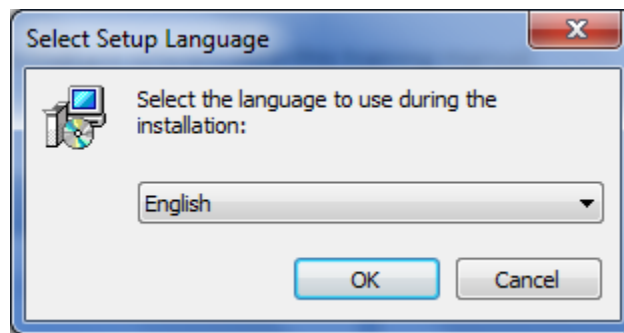 Select Setup Language
Select the language to use during the
installation:
English
OK
Cancel